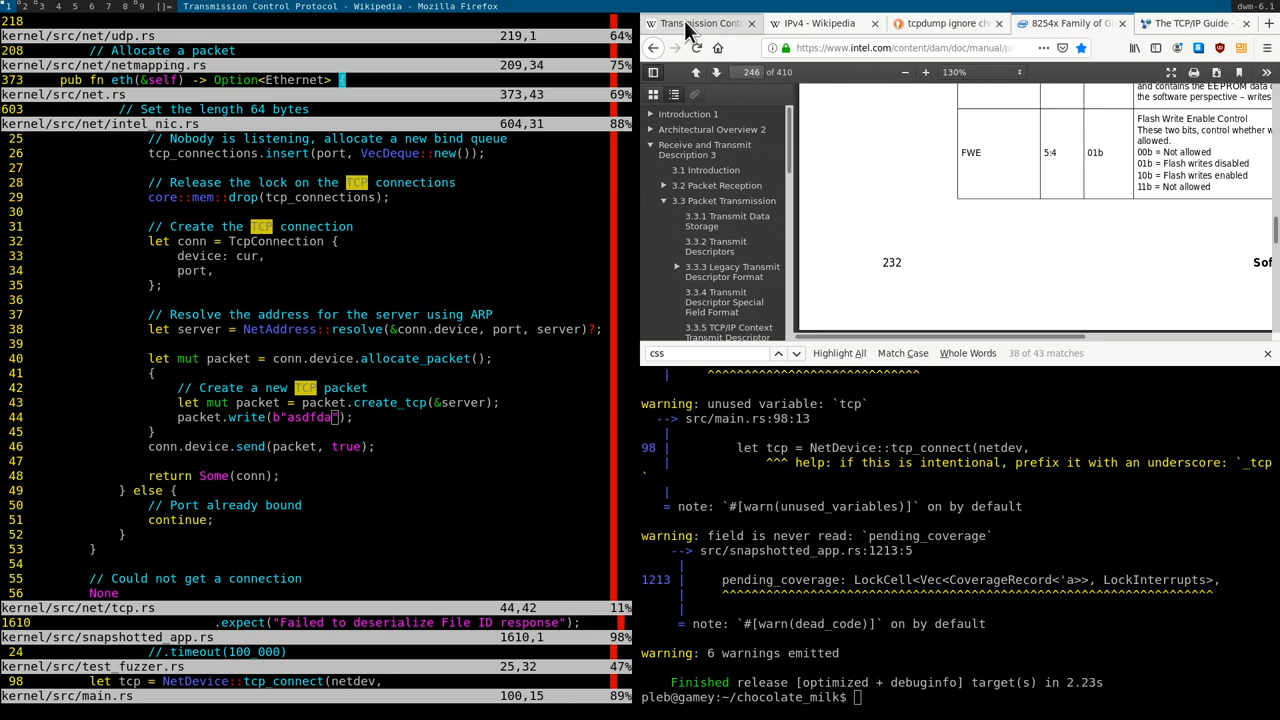 1 2 3 4 5 6 7 8 9 []= Transmission Control Protocol - Wikipedia - Mozilla Firefox
218
kernel/src/net/udp.rs 219,1 64%
208 // Allocate a packet
kernel/src/net/netmapping.rs 209,34 75%
373 pub fn eth(&self) -> Option<Ethernet> {
kernel/src/net.rs 373,43 69%
603 // Set the length 64 bytes
kernel/src/net/intel_nic.rs 604,31 88%
25 // Nobody is listening, allocate a new bind queue
26 tcp_connections.insert(port, VecDeque::new());
27
28 // Release the lock on the TCP connections
29 core::mem::drop(tcp_connections);
30
31 // Create the TCP connection
32 let conn = TcpConnection {
33 device: cur,
34 port,
35 };
36
37 // Resolve the address for the server using ARP
38 let server = NetAddress::resolve(&conn.device, port, server)?;
39
40 let mut packet = conn.device.allocate_packet();
41 {
42 // Create a new TCP packet
43 let mut packet = packet.create_tcp(&server);
44 packet.write(b"asdfda");
45 }
46 conn.device.send(packet, true);
47
48 return Some(conn);
49 } else {
50 // Port already bound
51 continue;
52 }
53 }
54
55 // Could not get a connection
56 None
kernel/src/net/tcp.rs 44,42 11%
1610 .expect("Failed to deserialize File ID response");
kernel/src/snapshotted_app.rs 1610,1 98%
24 //.timeout(100_000)
kernel/src/test_fuzzer.rs 25,32 47%
99 let tcp = NetDevice::tcp_connect(netdev,
kernel/src/main.rs 100,15 89%
dwm-6.1
Transmission Contr
IPv4 - Wikipedia
tcpdump ignore ch
8254x Family of G
The TCP/IP Guide -
https://www.intel.com/content/dam/doc/manual/p
246 of 410
130%
Introduction 1
Architectural Overview 2
Receive and Transmit
Description 3
3.1 Introduction
3.2 Packet Reception
3.3 Packet Transmission
3.3.1 Transmit Data
Storage
3.3.2 Transmit
Descriptors
3.3.3 Legacy Transmit
Descriptor Format
3.3.4 Transmit
Descriptor Special
Field Format
3.3.5 TCP/IP Context
Transmit Descriptor
and contains the EEPROM data
the software perspective – writes
Flash Write Enable Control
These two bits, control whether w
allowed.
FWE 5:4 01b
00b = Not allowed
01b = Flash writes disabled
10b = Flash writes enabled
11b = Not allowed
232 Sof
css
Highlight All Match Case Whole Words 38 of 43 matches
| ^^^^^^^^^^^^^^^^^^^^^^^^^^^^^
warning: unused variable: `tcp`
--> src/main.rs:98:13
|
98 | let tcp = NetDevice::tcp_connect(netdev,
| ^^^ help: if this is intentional, prefix it with an underscore: `_tcp
`
|
= note: `#[warn(unused_variables)]` on by default
warning: field is never read: `pending_coverage`
--> src/snapshotted_app.rs:1213:5
|
1213 | pending_coverage: LockCell<Vec<CoverageRecord<'a>>, LockInterrupts>,
| ^^^^^^^^^^^^^^^^^^^^^^^^^^^^^^^^^^^^^^^^^^^^^^^^^^^^^^^^^^^^^^^^^^^
|
= note: `#[warn(dead_code)]` on by default
warning: 6 warnings emitted
Finished release [optimized + debuginfo] target(s) in 2.23s
pleb@gamey:~/chocolate_milk$